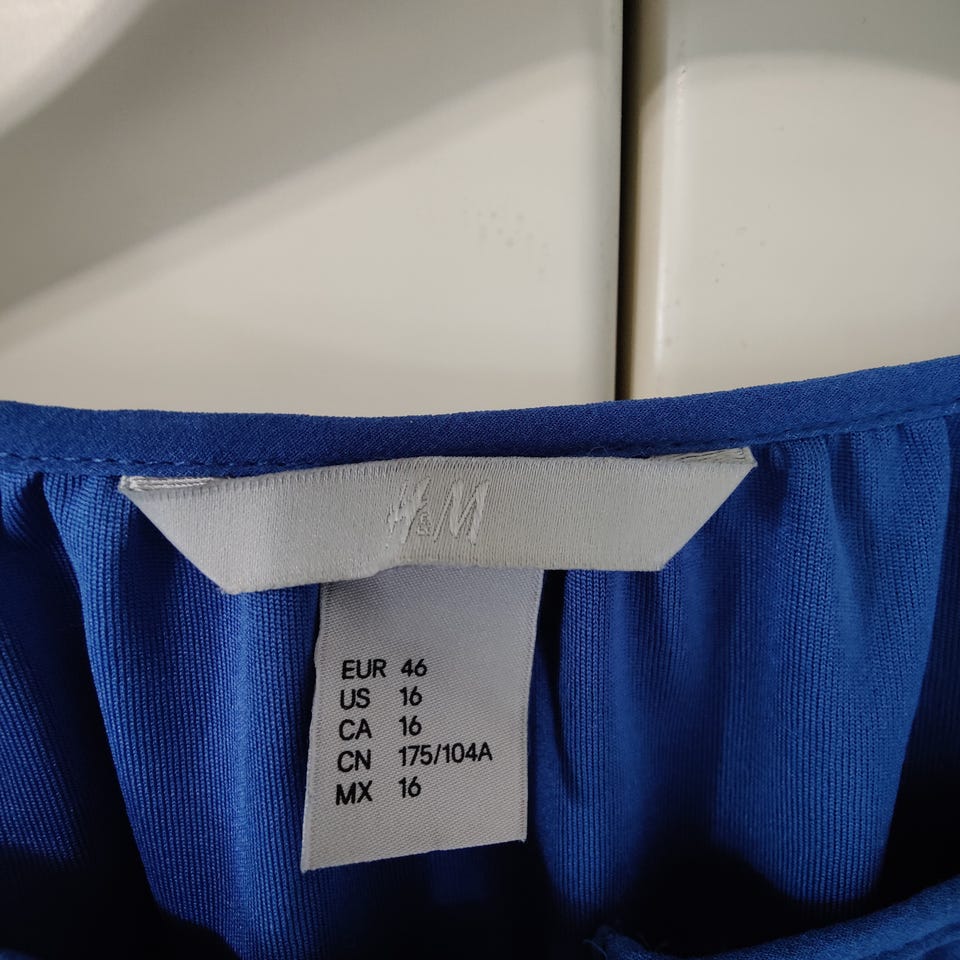 H&M
EUR 46
US 16
CA 16
CN 175/104A
MX 16